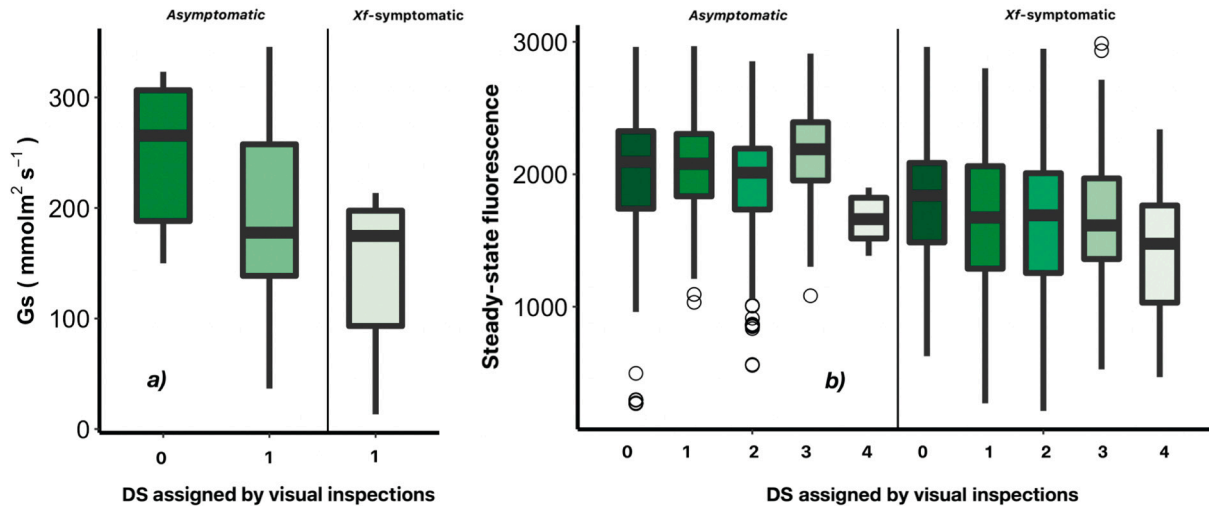 Asymptomatic
Xf-symptomatic
Gs ( mmolm² s⁻¹ )
300
200
100
0
a)
0
1
1
DS assigned by visual inspections
Asymptomatic
Xf-symptomatic
Steady-state fluorescence
3000
2000
1000
b)
0
1
2
3
4
0
1
2
3
4
DS assigned by visual inspections